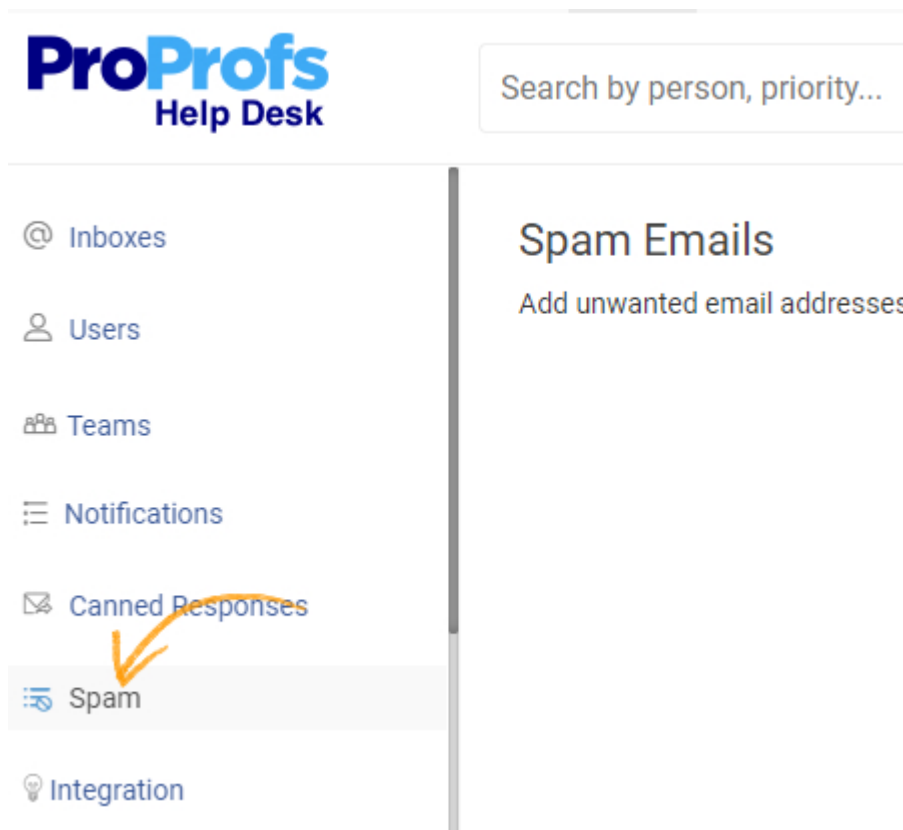 ProProfs
Help Desk
Search by person, priority...
Inboxes
Users
Teams
Notifications
Canned Responses
Spam
Integration
Spam Emails
Add unwanted email addresses